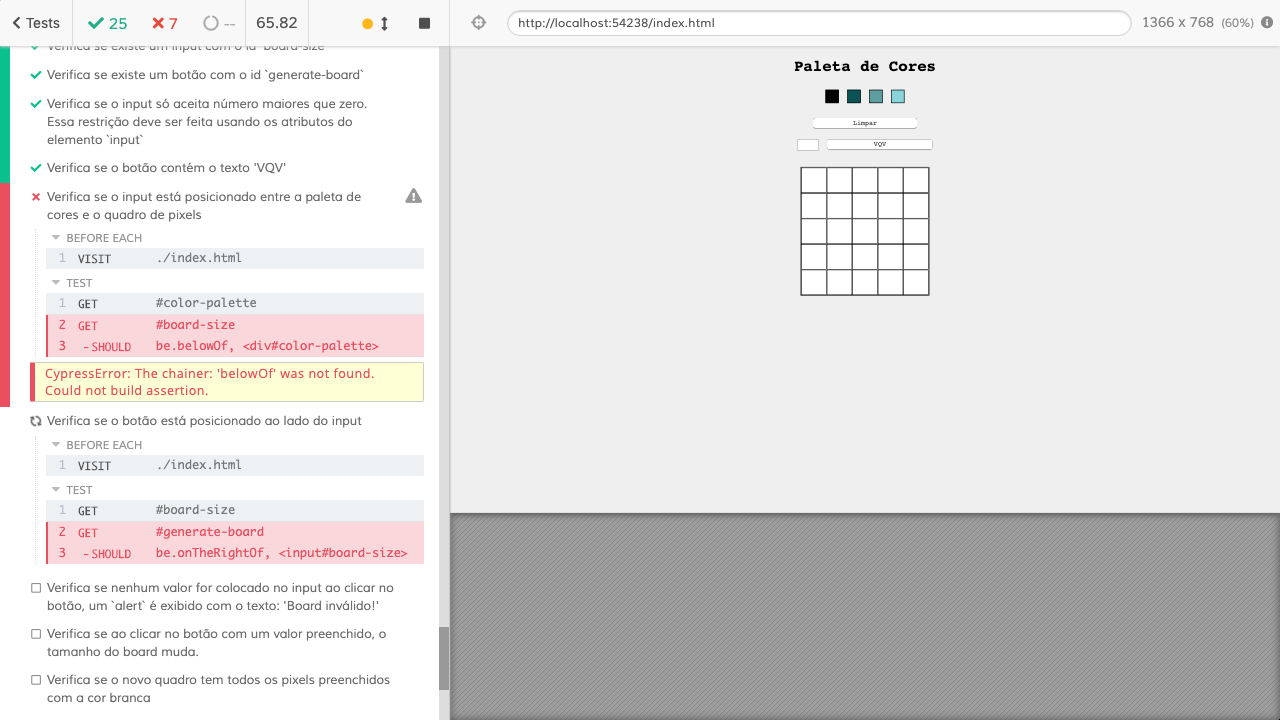 Tests
25
7
--
65.82
http://localhost:54238/index.html
1366 x 768 (60%)
Verifica se existe um input com o id `board-size`
Verifica se existe um botão com o id `generate-board`
Verifica se o input só aceita número maiores que zero.
Essa restrição deve ser feita usando os atributos do
elemento `input`
Verifica se o botão contém o texto 'VQV'
Verifica se o input está posicionado entre a paleta de
cores e o quadro de pixels
BEFORE EACH
1 VISIT ./index.html
TEST
1 GET #color-palette
2 GET #board-size
3 -SHOULD be.belowOf, <div#color-palette>
CypressError: The chainer: 'belowOf' was not found.
Could not build assertion.
Verifica se o botão está posicionado ao lado do input
BEFORE EACH
1 VISIT ./index.html
TEST
1 GET #board-size
2 GET #generate-board
3 -SHOULD be.onTheRightOf, <input#board-size>
Verifica se nenhum valor for colocado no input ao clicar no
botão, um `alert` é exibido com o texto: 'Board inválido!'
Verifica se ao clicar no botão com um valor preenchido, o
tamanho do board muda.
Verifica se o novo quadro tem todos os pixels preenchidos
com a cor branca
Paleta de Cores
Limpar
VQV